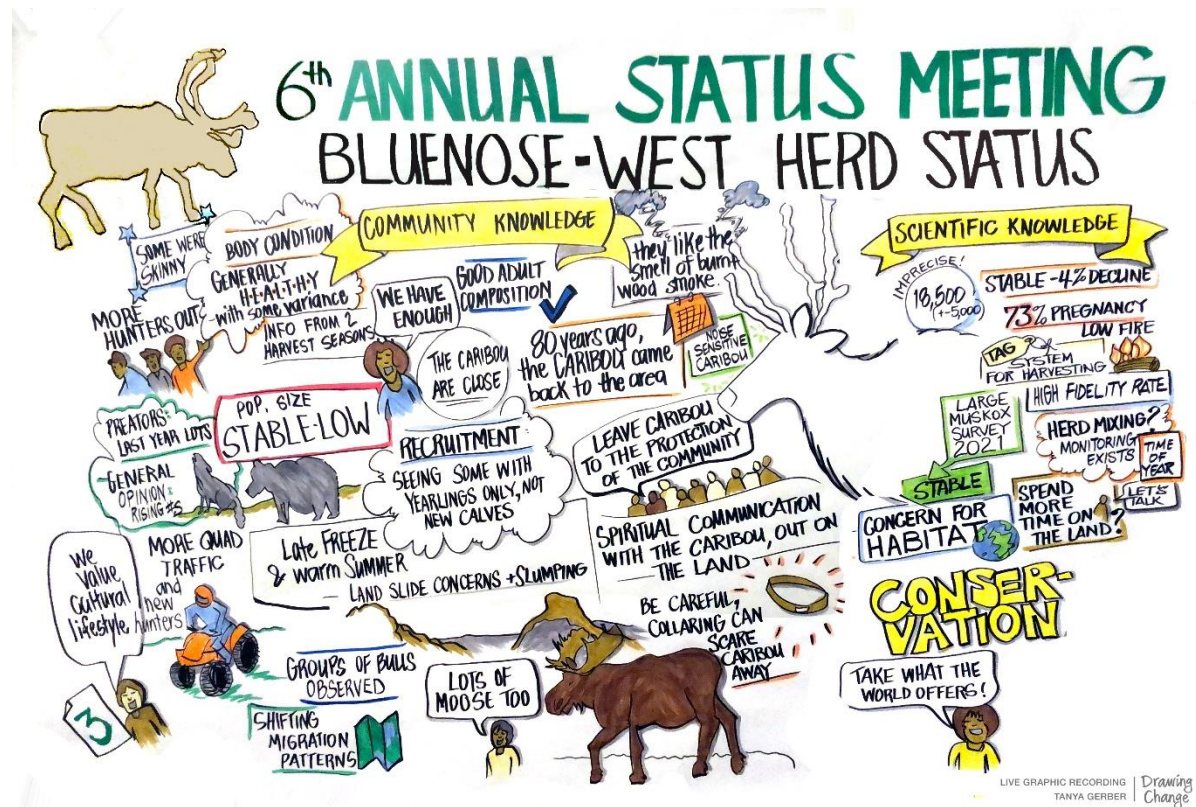 6th ANNUAL STATUS MEETING
BLUENOSE-WEST HERD STATUS
COMMUNITY KNOWLEDGE
SOME WERE
SKINNY
BODY CONDITION
GENERALLY
HEALTHY
with some variance
INFO FROM 2
HARVEST SEASONS
MORE
HUNTERS OUT
WE HAVE
ENOUGH
GOOD ADULT
COMPOSITION
they like the
smell of burnt
wood smoke.
THE CARIBOU
ARE CLOSE
80 years ago,
the CARIBOU came
back to the area
NOISE
SENSITIVE
CARIBOU
PREATORS:
LAST YEAR LOTS
GENERAL
OPINION:
RISING #S
POP. SIZE
STABLE-LOW
RECRUITMENT:
SEEING SOME WITH
YEARLINGS ONLY, NOT
NEW CALVES
LEAVE CARIBOU
TO THE PROTECTION
OF THE COMMUNITY
SPIRITUAL COMMUNICATION
WITH THE CARIBOU, OUT ON
THE LAND
We
value
Cultural
lifestyle
MORE QUAD
TRAFFIC
and
new
hunters
Late FREEZE
& warm SUMMER
- LAND SLIDE CONCERNS + SLUMPING
BE CAREFUL,
COLLARING CAN
SCARE
CARIBOU
AWAY
GROUPS OF BULLS
OBSERVED
LOTS OF
MOOSE TOO
SHIFTING
MIGRATION
PATTERNS
3
SCIENTIFIC KNOWLEDGE
IMPRECISE!
18,500
(+-5,000)
STABLE - 4% DECLINE
73% PREGNANCY
LOW FIRE
TAG
SYSTEM
FOR HARVESTING
HIGH FIDELITY RATE
LARGE
MUSKOX
SURVEY
2021
STABLE
HERD MIXING?
MONITORING
EXISTS
TIME
OF
YEAR
LET'S
TALK
CONCERN FOR
HABITAT
SPEND
MORE
TIME ON
THE LAND?
CONSER-
VATION
TAKE WHAT THE
WORLD OFFERS!
LIVE GRAPHIC RECORDING
TANYA GERBER
Drawing
Change